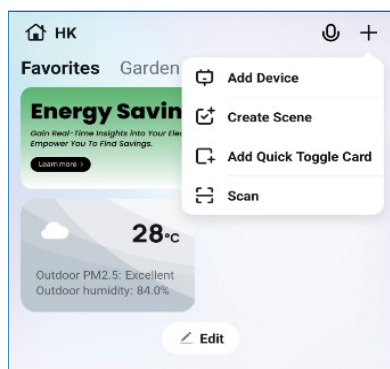 HK
Favorites Garden
Add Device
Create Scene
Add Quick Toggle Card
Scan
Energy Savin
Gain Real-Time Insights Into Your Ele
Empower You To Find Savings.
Learn more >
28°C
Outdoor PM2.5: Excellent
Outdoor humidity: 84.0%
Edit